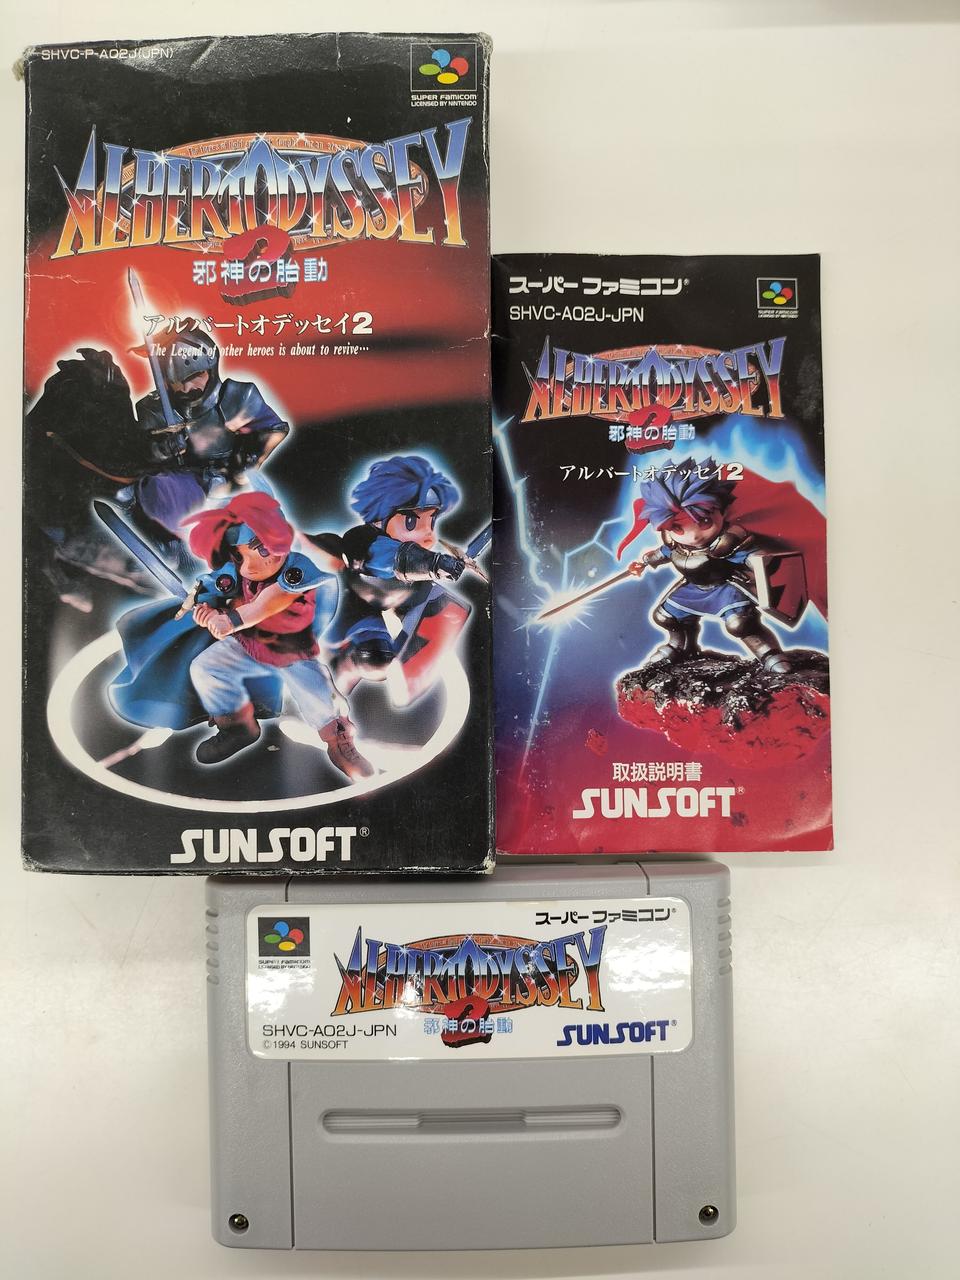 SHVC-P-A02J(JPN)
SUPER FAMICOM
LICENSED BY NINTENDO
ALBERT ODYSSEY
2
邪神の胎動
アルバートオデッセイ2
The Legend of other heroes is about to revive…
SUNSOFT®
スーパーファミコン®
SHVC-A02J-JPN
SUPER FAMICOM
LICENSED BY NINTENDO
ALBERT ODYSSEY
2
邪神の胎動
アルバートオデッセイ2
取扱説明書
SUNSOFT®
スーパーファミコン®
SUPER FAMICOM
LICENSED BY NINTENDO
ALBERT ODYSSEY
2
邪神の胎動
SHVC-A02J-JPN
©1994 SUNSOFT
SUNSOFT®